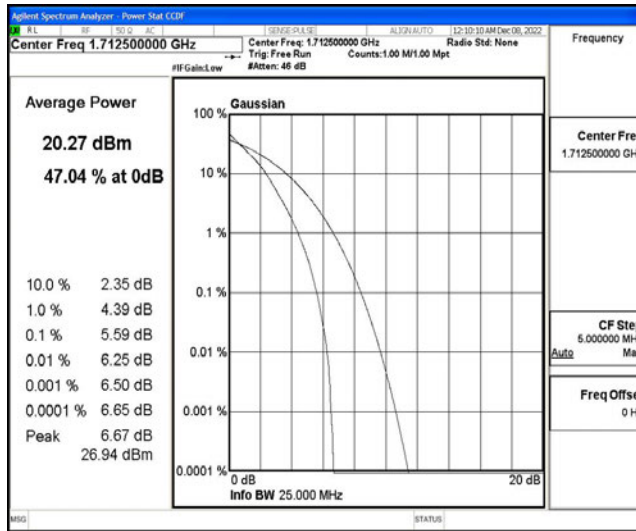 Agilent Spectrum Analyzer - Power Stat CCDF
RL RF 50 Ω AC SENSE:PULSE ALIGN AUTO 12:10:10 AM Dec 08, 2022
Center Freq 1.712500000 GHz
Center Freq: 1.712500000 GHz Radio Std: None
Trig: Free Run Counts:1.00 M/1.00 Mpt
#IFGain:Low #Atten: 46 dB
Frequency
Average Power
20.27 dBm
47.04 % at 0dB
10.0 % 2.35 dB
1.0 % 4.39 dB
0.1 % 5.59 dB
0.01 % 6.25 dB
0.001 % 6.50 dB
0.0001 % 6.65 dB
Peak 6.67 dB
26.94 dBm
Gaussian
100 %
10 %
1 %
0.1 %
0.01 %
0.001 %
0.0001 %
0 dB 20 dB
Info BW 25.000 MHz
Center Fre
1.712500000 GH
CF Ste
5.000000 MH
Auto Ma
Freq Offse
0 H
MSG STATUS